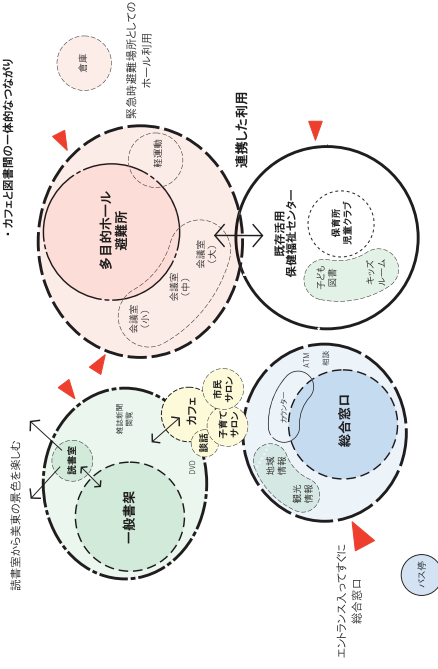 ・カフェと図書間の一体的なつながり
緊急時避難場所としての
ホール利用
倉庫
軽運動
多目的ホール
避難所
会議室
（大）
会議室
（中）
会議室
（小）
連携した利用
既存活用
保健福祉センター
保育所
児童クラブ
子ども
図書
キッズ
ルーム
読書室から美東の景色を楽しむ
読書室
雑誌新聞
閲覧
一般書架
DVD
カフェ
談話
市民
サロン
子育て
サロン
ATM
相談
カウンター
総合窓口
地域
情報
観光
情報
エントランス入ってすぐに
総合窓口
バス停